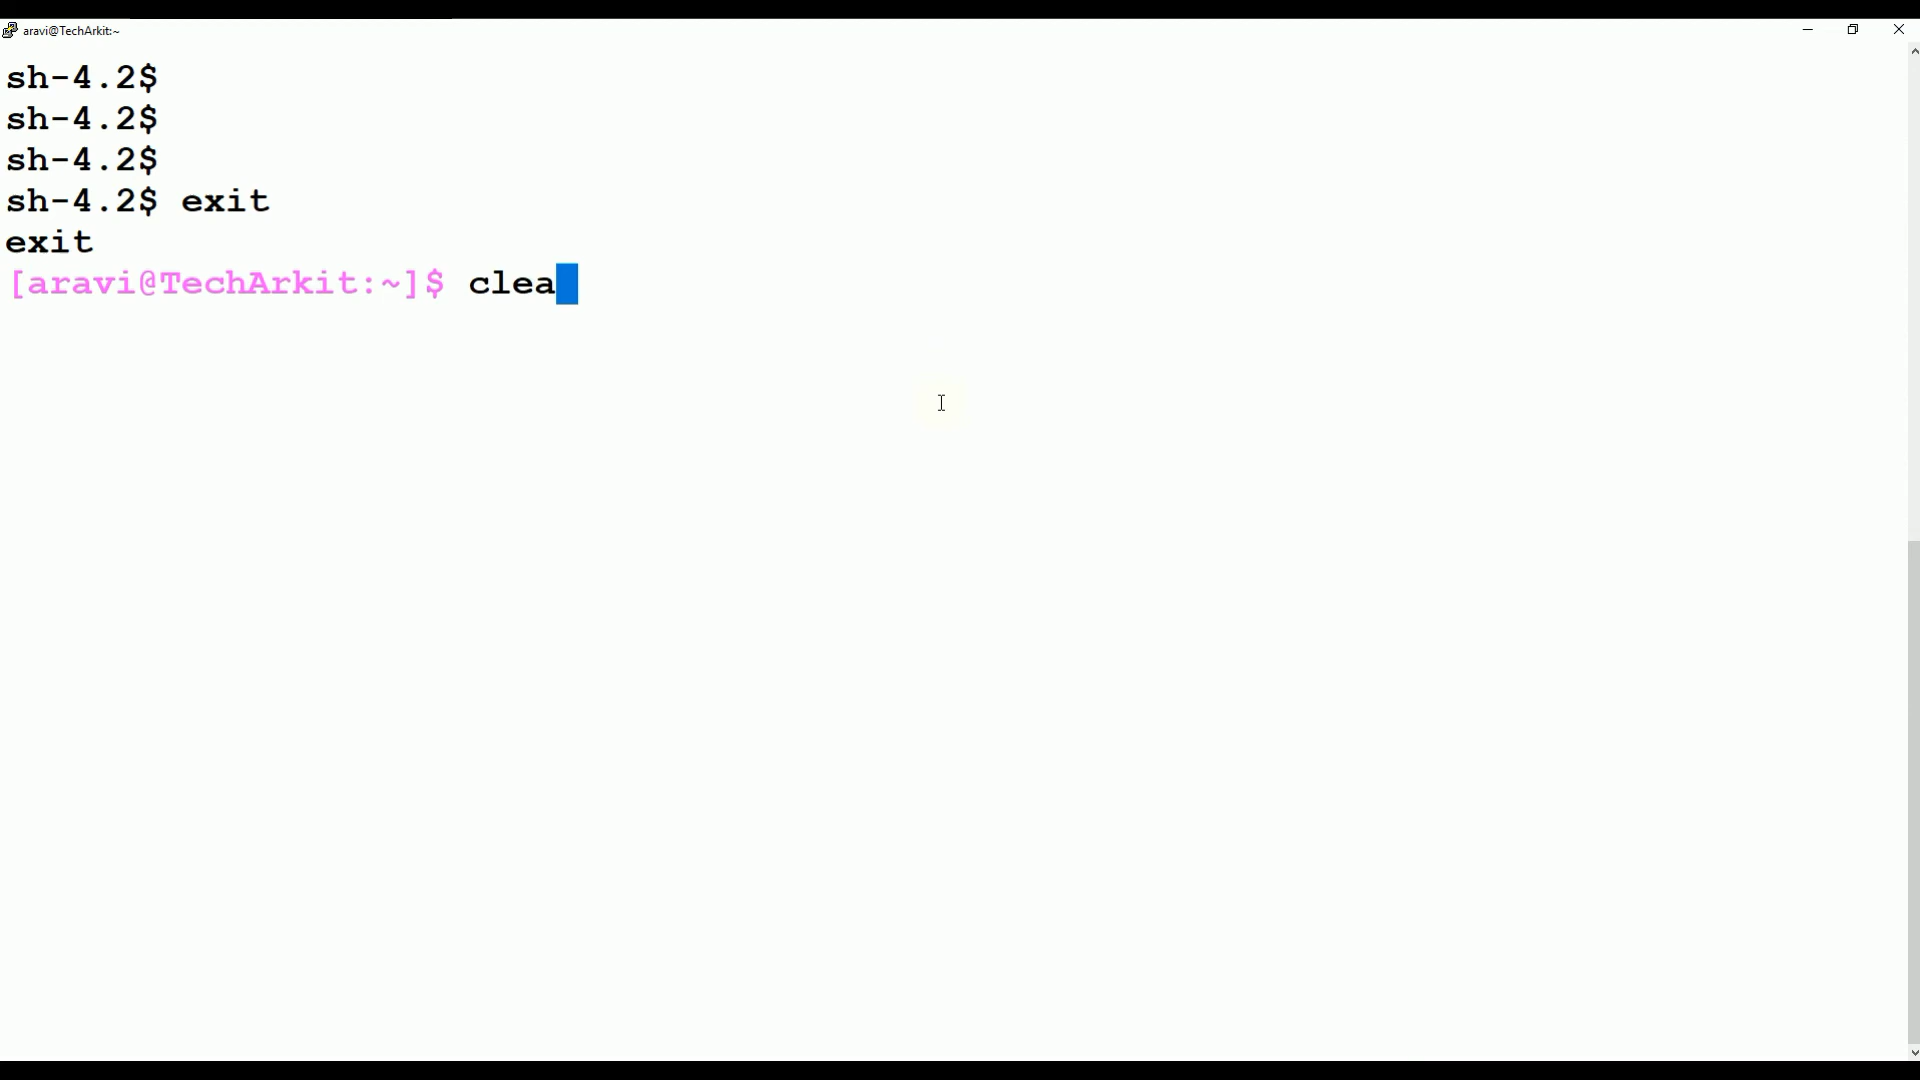 aravi@TechArkit:~
sh-4.2$
sh-4.2$
sh-4.2$
sh-4.2$ exit
exit
[aravi@TechArkit:~]$ clea